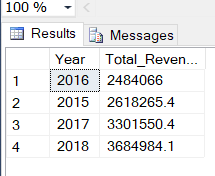 100 %
Results Messages
Year Total_Reven...
1 2016 2484066
2 2015 2618265.4
3 2017 3301550.4
4 2018 3684984.1